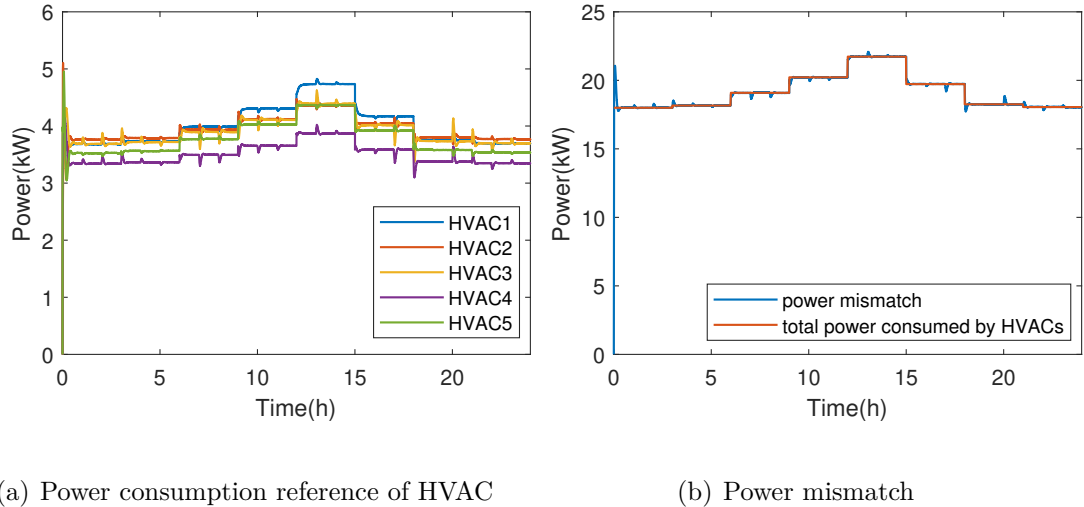 6
5
4
3
2
1
0
Power(kW)
0
5
10
15
20
Time(h)
HVAC1
HVAC2
HVAC3
HVAC4
HVAC5
25
20
15
10
5
0
Power(kW)
0
5
10
15
20
Time(h)
power mismatch
total power consumed by HVACs
(a) Power consumption reference of HVAC
(b) Power mismatch